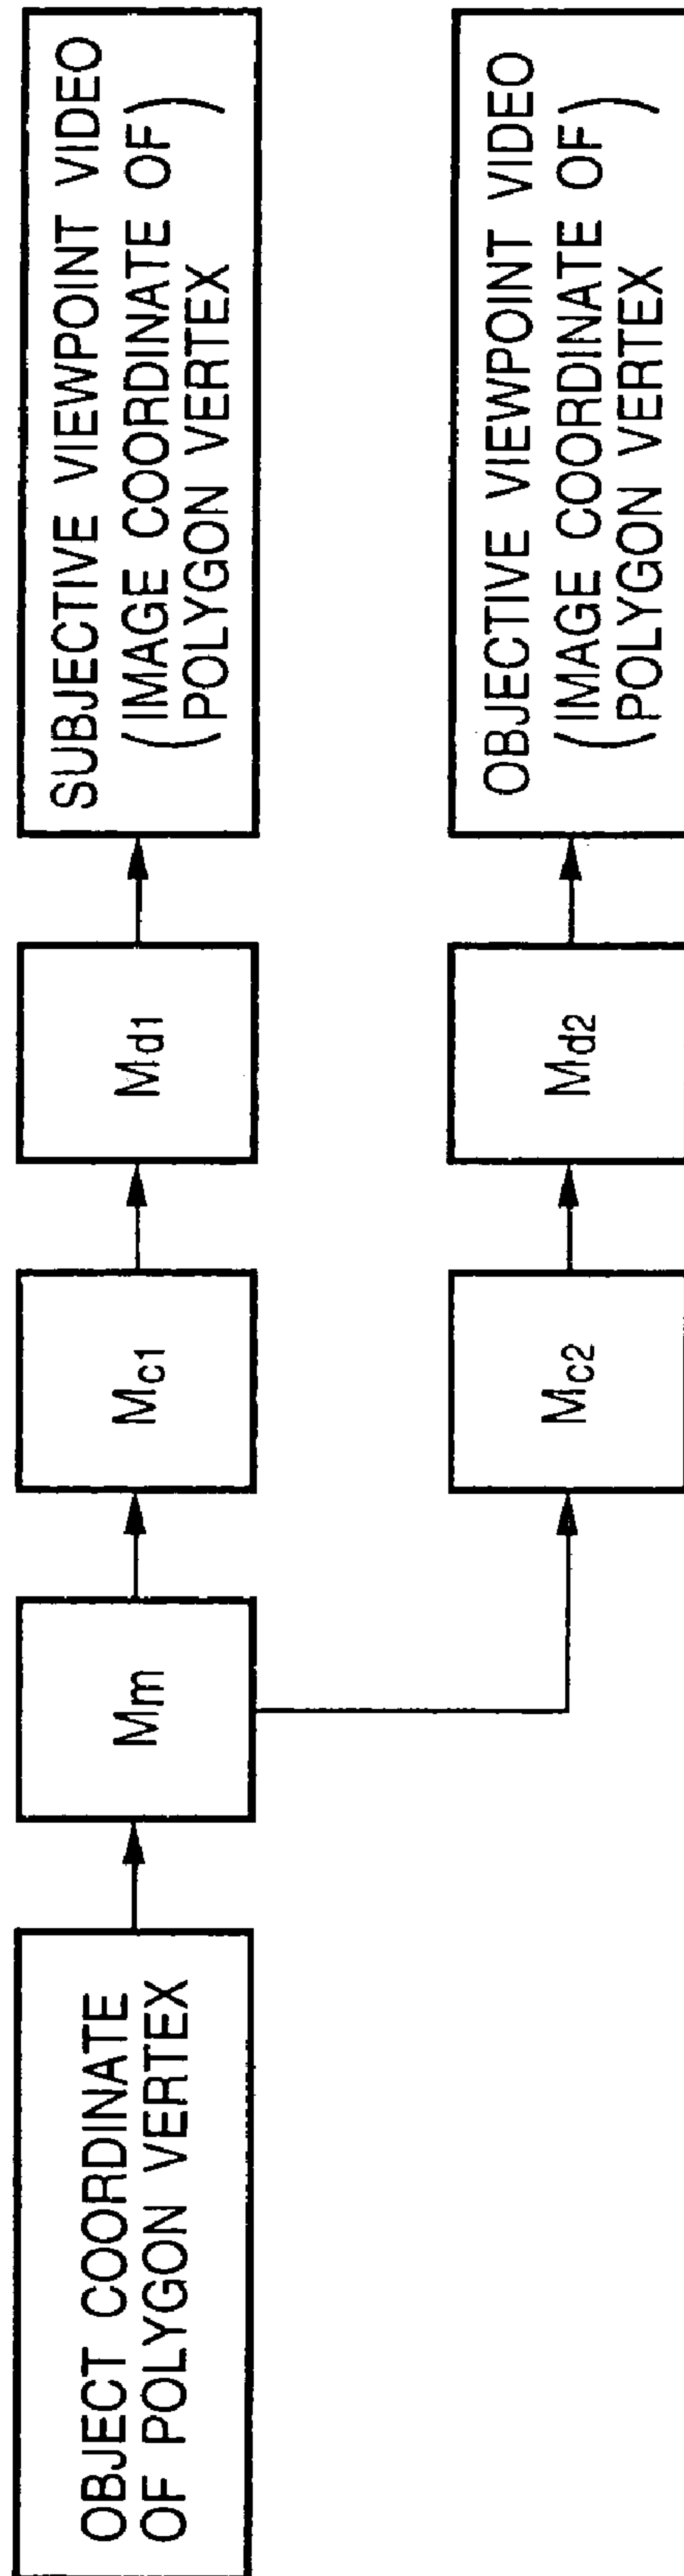 OBJECT COORDINATE
OF POLYGON VERTEX
Mm
Mc1
Md1
SUBJECTIVE VIEWPOINT VIDEO
(IMAGE COORDINATE OF
POLYGON VERTEX)
Mc2
Md2
OBJECTIVE VIEWPOINT VIDEO
(IMAGE COORDINATE OF
POLYGON VERTEX)